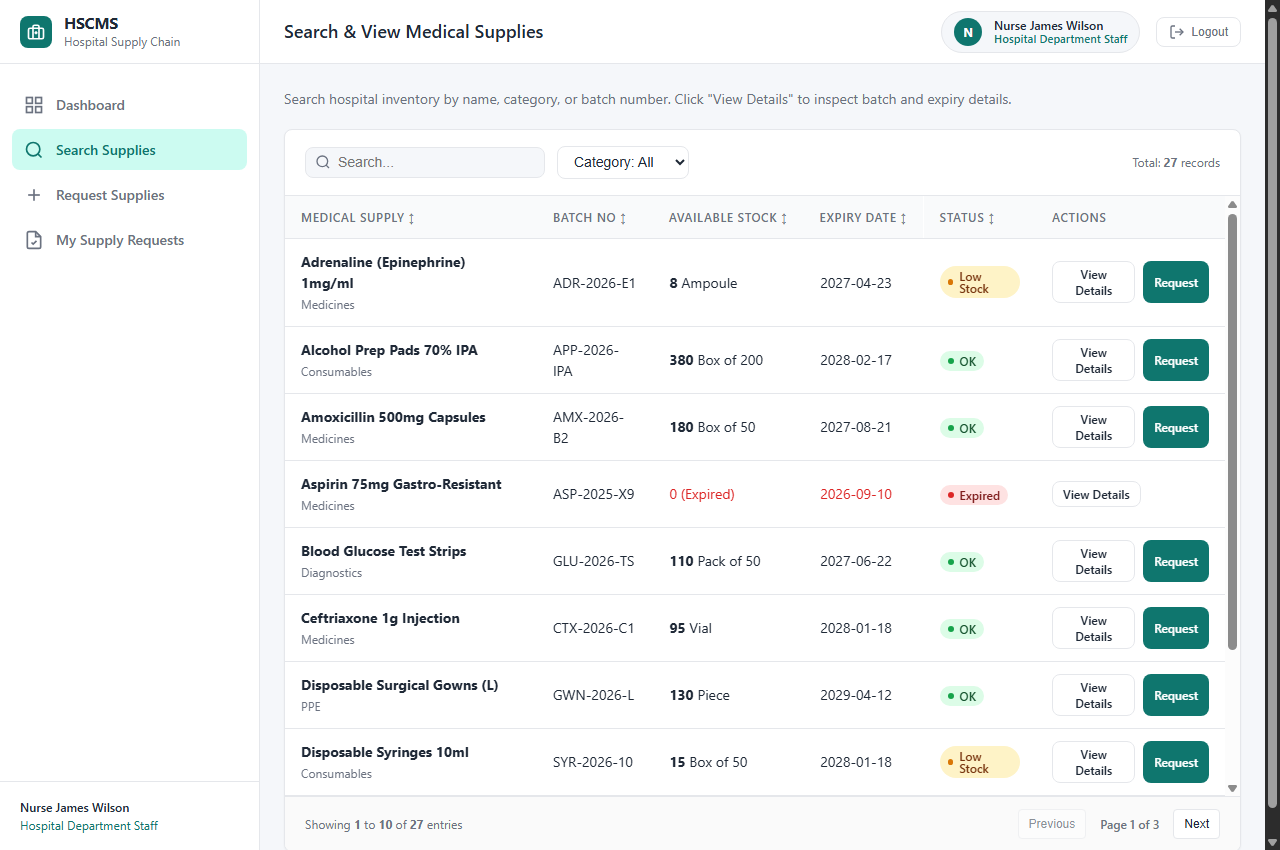 HSCMS
Hospital Supply Chain
Search & View Medical Supplies
N
Nurse James Wilson
Hospital Department Staff
Logout
Dashboard
Search Supplies
Request Supplies
My Supply Requests
Nurse James Wilson
Hospital Department Staff
Search hospital inventory by name, category, or batch number. Click "View Details" to inspect batch and expiry details.
Search...
Category: All
Total: 27 records
MEDICAL SUPPLY ↕ BATCH NO ↕ AVAILABLE STOCK ↕ EXPIRY DATE ↕ STATUS ↕ ACTIONS
Adrenaline (Epinephrine)
1mg/ml
Medicines
ADR-2026-E1
8 Ampoule
2027-04-23
Low
Stock
View
Details
Request
Alcohol Prep Pads 70% IPA
Consumables
APP-2026-
IPA
380 Box of 200
2028-02-17
OK
View
Details
Request
Amoxicillin 500mg Capsules
Medicines
AMX-2026-
B2
180 Box of 50
2027-08-21
OK
View
Details
Request
Aspirin 75mg Gastro-Resistant
Medicines
ASP-2025-X9
0 (Expired)
2026-09-10
Expired
View Details
Blood Glucose Test Strips
Diagnostics
GLU-2026-TS
110 Pack of 50
2027-06-22
OK
View
Details
Request
Ceftriaxone 1g Injection
Medicines
CTX-2026-C1
95 Vial
2028-01-18
OK
View
Details
Request
Disposable Surgical Gowns (L)
PPE
GWN-2026-L
130 Piece
2029-04-12
OK
View
Details
Request
Disposable Syringes 10ml
Consumables
SYR-2026-10
15 Box of 50
2028-01-18
Low
Stock
View
Details
Request
Showing 1 to 10 of 27 entries
Previous
Page 1 of 3
Next